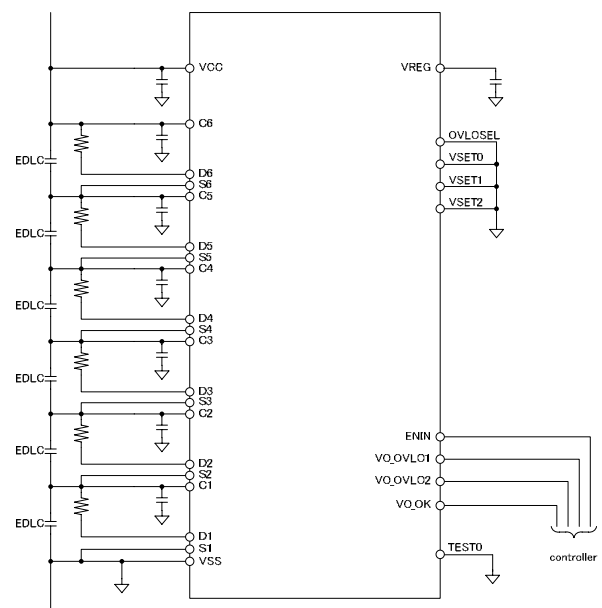 VCC
VREG
C6
OVLOSEL
EDLC
VSET0
D6
S6
C5
VSET1
VSET2
EDLC
D5
S5
C4
EDLC
D4
S4
C3
EDLC
D3
S3
C2
ENIN
EDLC
VO_OVLO1
D2
S2
C1
VO_OVLO2
VO_OK
EDLC
D1
S1
VSS
TEST0
controller